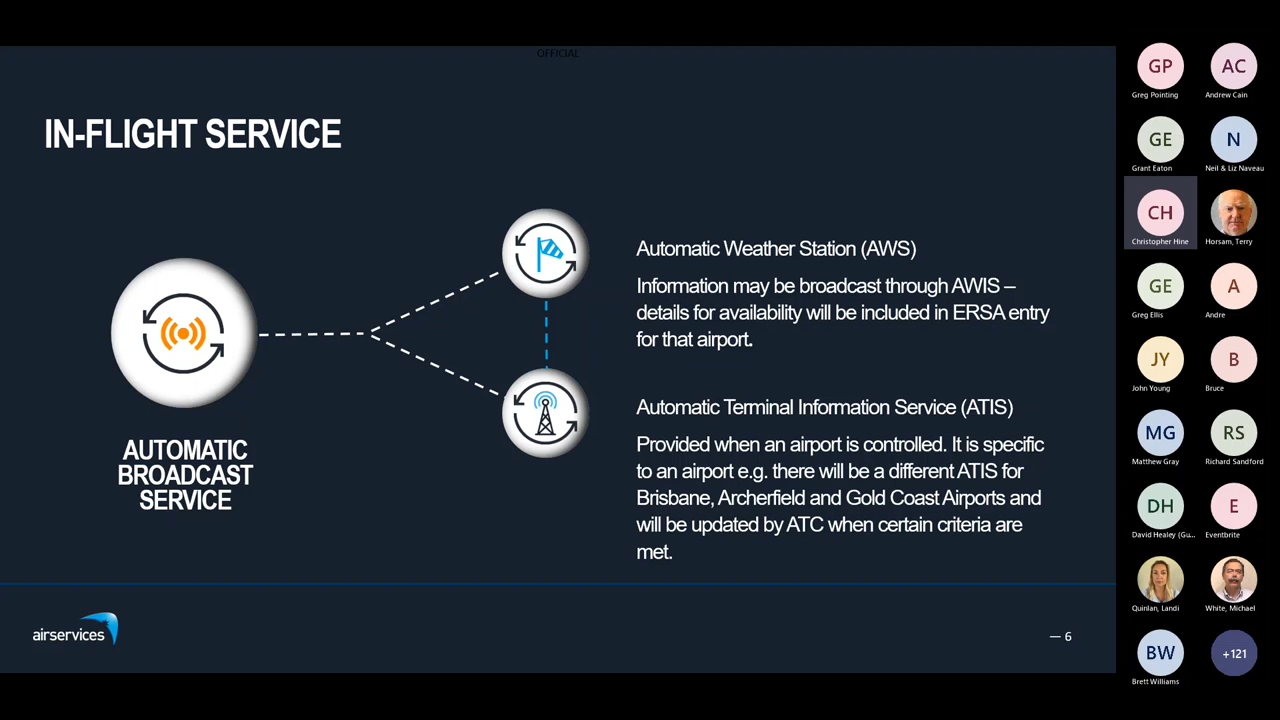 OFFICIAL
IN-FLIGHT SERVICE
AUTOMATIC
BROADCAST
SERVICE
Automatic Weather Station (AWS)
Information may be broadcast through AWIS –
details for availability will be included in ERSA entry
for that airport.
Automatic Terminal Information Service (ATIS)
Provided when an airport is controlled. It is specific
to an airport e.g. there will be a different ATIS for
Brisbane, Archerfield and Gold Coast Airports and
will be updated by ATC when certain criteria are
met.
airservices
— 6
GP
Greg Pointing
AC
Andrew Cain
GE
Grant Eaton
N
Neil & Liz Naveau
CH
Christopher Hine
Horsam, Terry
GE
Greg Ellis
A
Andre
JY
John Young
B
Bruce
MG
Matthew Gray
RS
Richard Sandford
DH
David Healey (Gu...
E
Eventbrite
Quinlan, Landi
White, Michael
BW
Brett Williams
+121